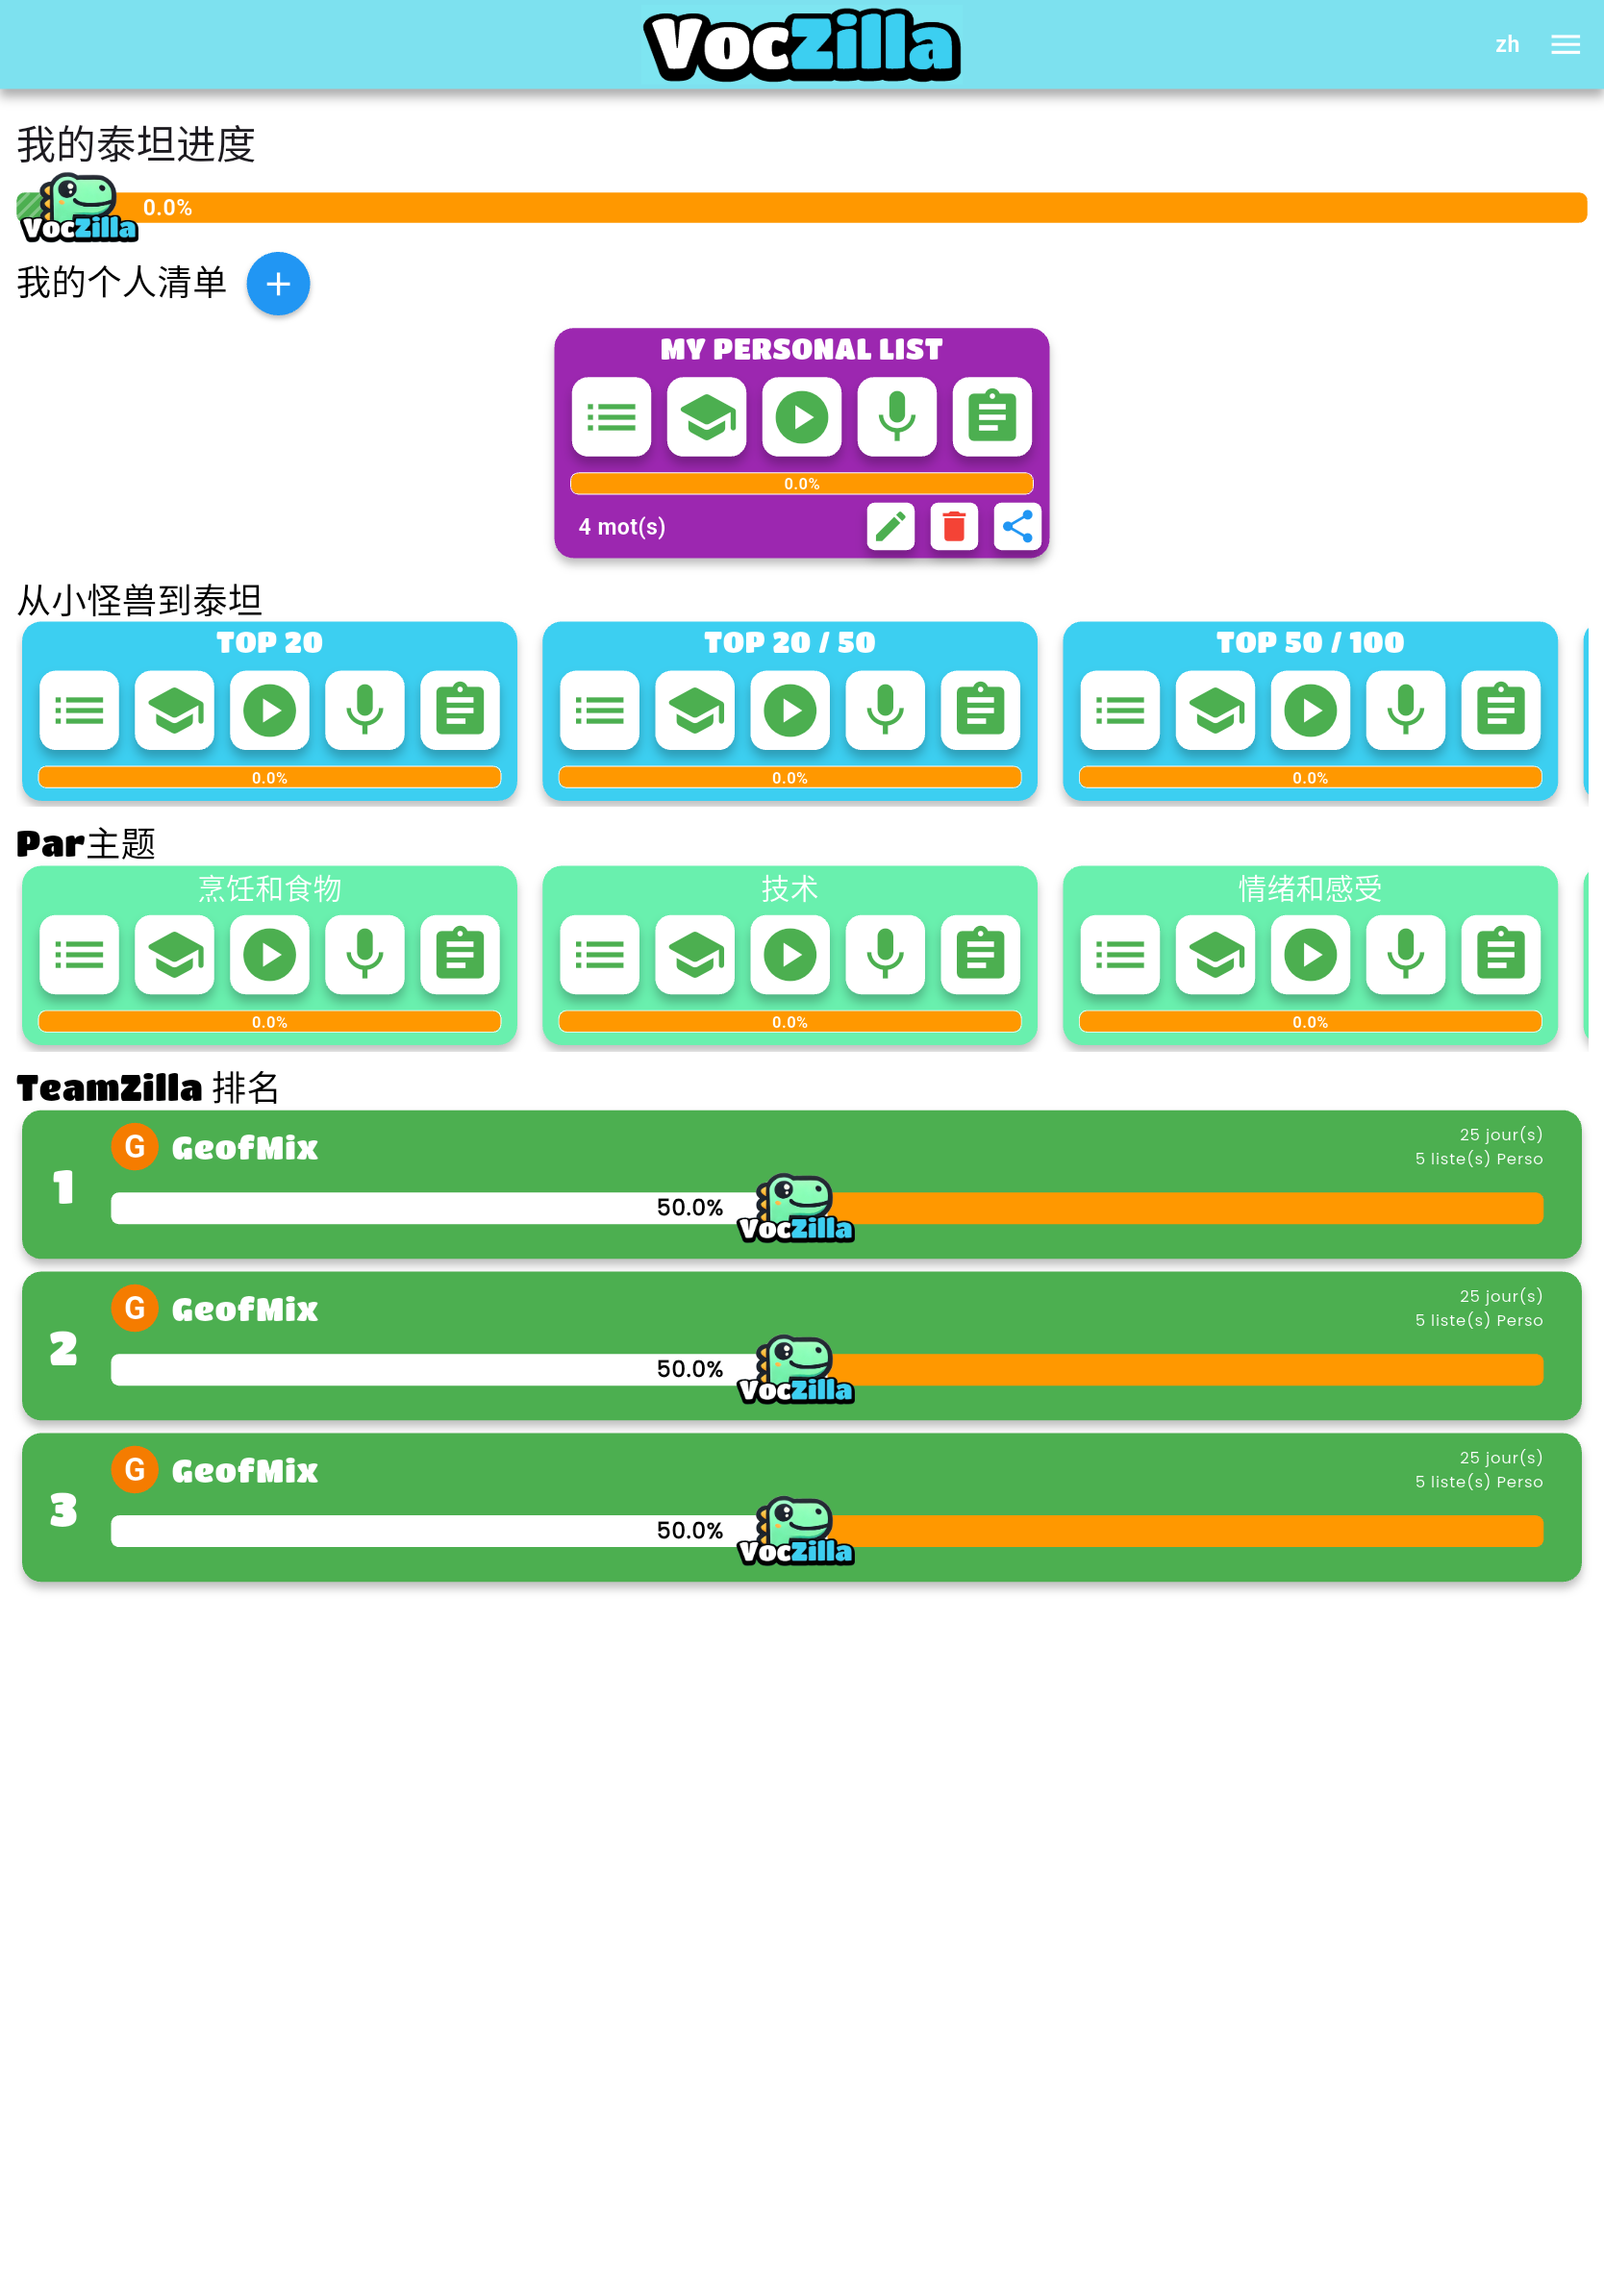 VocZilla
zh
我的泰坦进度
0.0%
VocZilla
我的个人清单
MY PERSONAL LIST
0.0%
4 mot(s)
从小怪兽到泰坦
TOP 20
TOP 20 / 50
TOP 50 / 100
0.0%
0.0%
0.0%
Par主题
烹饪和食物
技术
情绪和感受
0.0%
0.0%
0.0%
TeamZilla 排名
1
G GeofMix
25 jour(s)
5 liste(s) Perso
50.0%
VocZilla
2
G GeofMix
25 jour(s)
5 liste(s) Perso
50.0%
VocZilla
3
G GeofMix
25 jour(s)
5 liste(s) Perso
50.0%
VocZilla